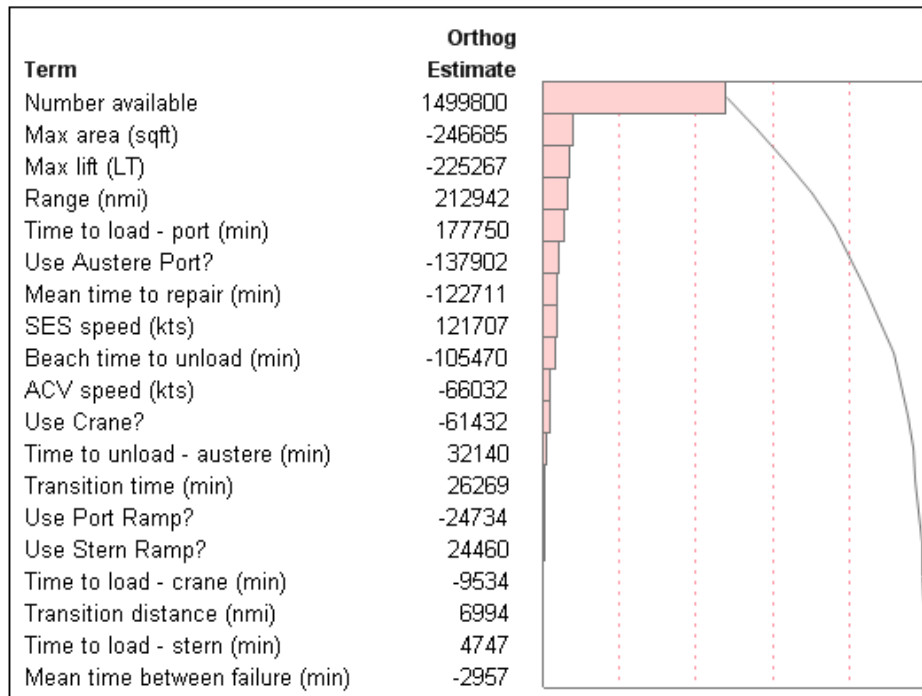 Orthog
Term Estimate
Number available 1499800
Max area (sqft) -246685
Max lift (LT) -225267
Range (nmi) 212942
Time to load - port (min) 177750
Use Austere Port? -137902
Mean time to repair (min) -122711
SES speed (kts) 121707
Beach time to unload (min) -105470
ACV speed (kts) -66032
Use Crane? -61432
Time to unload - austere (min) 32140
Transition time (min) 26269
Use Port Ramp? -24734
Use Stern Ramp? 24460
Time to load - crane (min) -9534
Transition distance (nmi) 6994
Time to load - stern (min) 4747
Mean time between failure (min) -2957